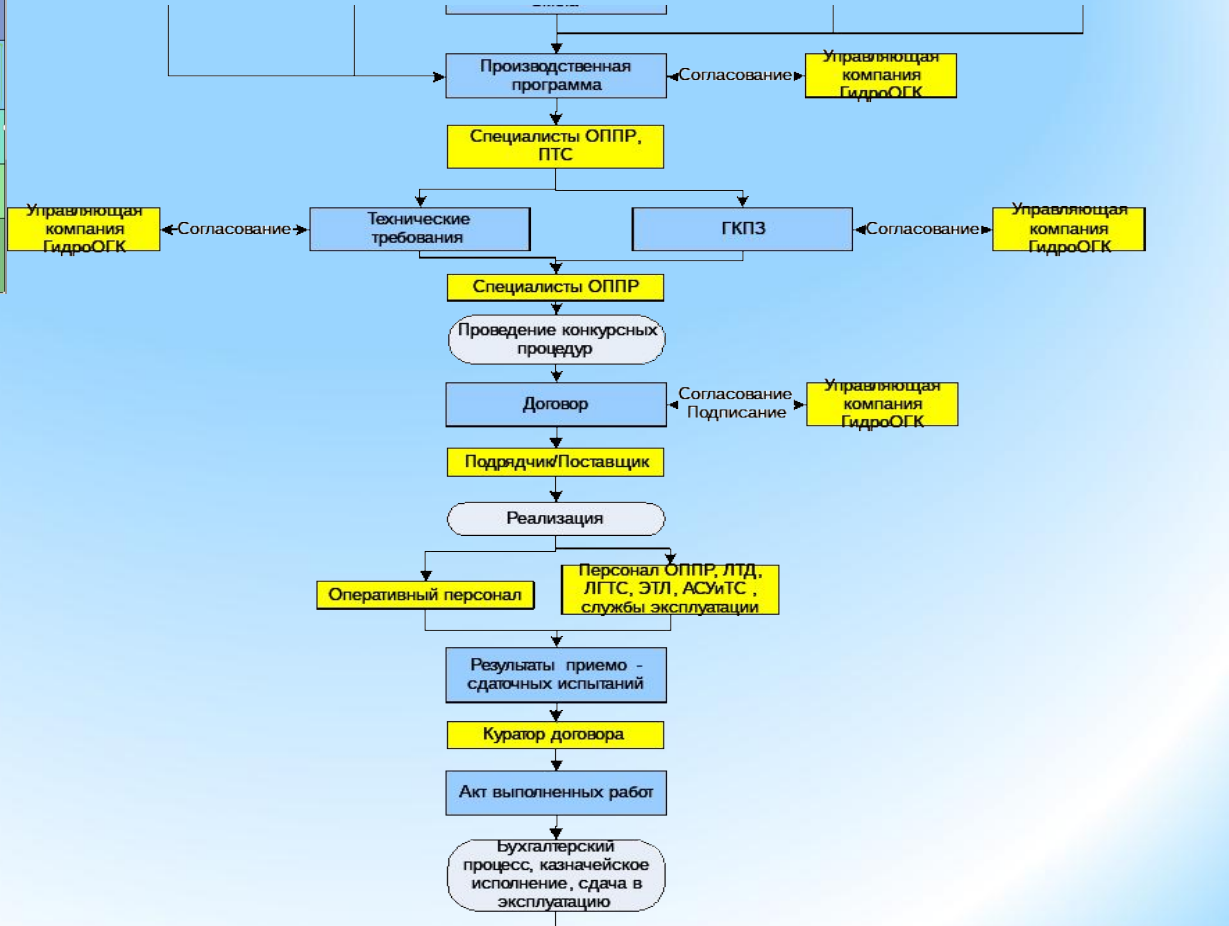 Производственная
программа
Согласование
Управляющая
компания
ГидроОГК
Специалисты ОППР,
ПТС
Управляющая
компания
ГидроОГК
Согласование
Технические
требования
ГКПЗ
Согласование
Управляющая
компания
ГидроОГК
Специалисты ОППР
Проведение конкурсных
процедур
Договор
Согласование
Подписание
Управляющая
компания
ГидроОГК
Подрядчик/Поставщик
Реализация
Оперативный персонал
Персонал ОППР, ЛТД,
ЛГТС, ЭТЛ, АСУиТС ,
службы эксплуатации
Результаты приемо -
сдаточных испытаний
Куратор договора
Акт выполненных работ
Бухгалтерский
процесс, казначейское
исполнение, сдача в
эксплуатацию